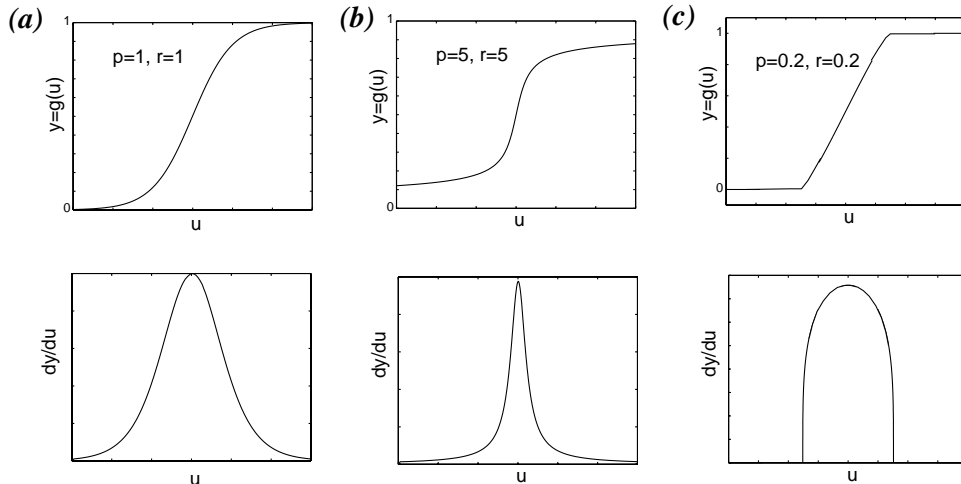 (a)
1
p=1, r=1
y=g(u)
0
u
dy/du
u
(b)
1
p=5, r=5
y=g(u)
0
u
dy/du
u
(c)
1
p=0.2, r=0.2
y=g(u)
0
u
dy/du
u